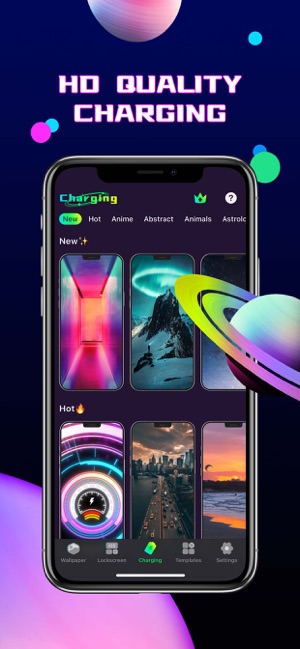 HD QUALITY
CHARGING
Charging
New Hot Anime Abstract Animals Astrolo
New✨
Hot🔥
Wallpaper Lockscreen Charging Templates Settings